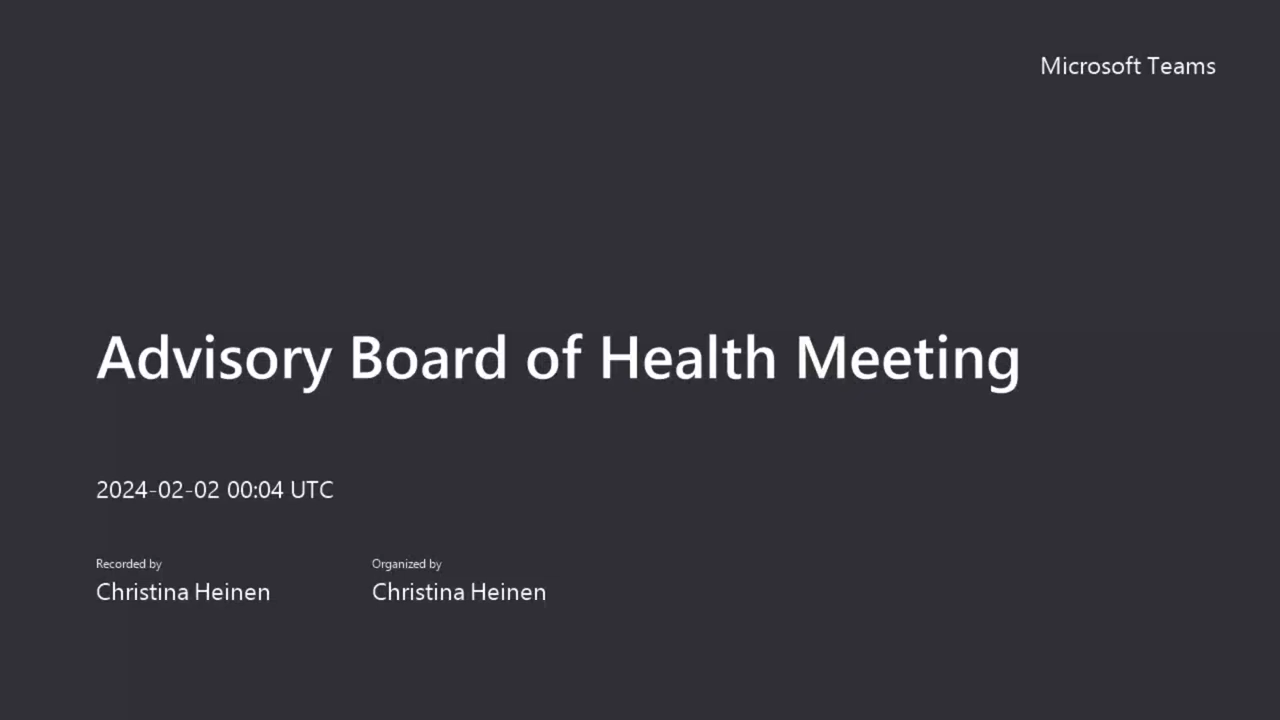 Microsoft Teams
Advisory Board of Health Meeting
2024-02-02 00:04 UTC
Recorded by
Christina Heinen
Organized by
Christina Heinen